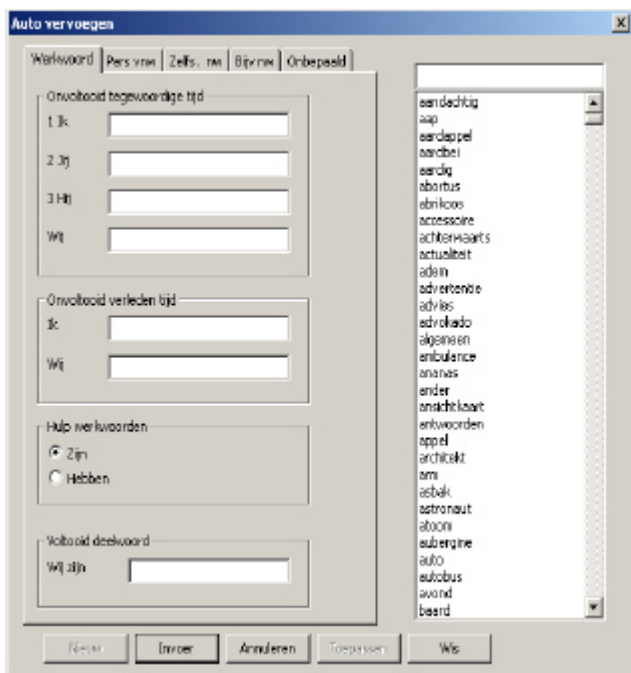 Auto vervoegen
Werkwoord Pers vnw Zelfs. nw Bijv nw Onbepaald
Onvoltooid tegewoordige tijd
1 Ik
2 Jij
3 Hij
Wij
Onvoltooid verleden tijd
Ik
Wij
Hulp werkwoorden
Zijn
Hebben
Voltooid deelwoord
Wij zijn
aandachtig
aap
aardappel
aardbei
aardig
abortus
abrikoos
accessoire
achterwaarts
actualiteit
adem
advertentie
advies
advokado
algemeen
ambulance
ananas
ander
ansichtkaart
antwoorden
appel
architekt
arm
asbak
astronaut
atoom
aubergine
auto
autobus
avond
baard
Nieuw Invoer Annuleren Toepassen Wis